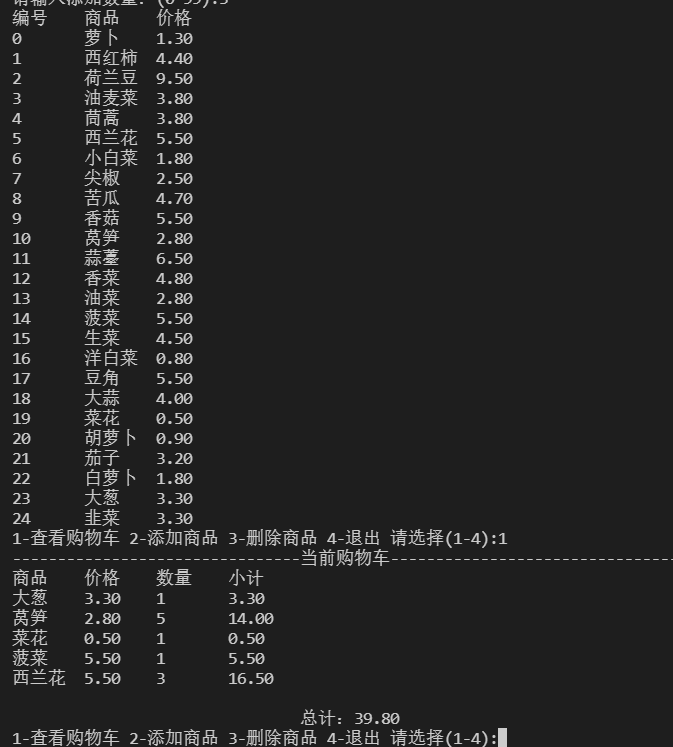 请输入添加数量：(0-99):3
编号 商品 价格
0 萝卜 1.30
1 西红柿 4.40
2 荷兰豆 9.50
3 油麦菜 3.80
4 茼蒿 3.80
5 西兰花 5.50
6 小白菜 1.80
7 尖椒 2.50
8 苦瓜 4.70
9 香菇 5.50
10 莴笋 2.80
11 蒜薹 6.50
12 香菜 4.80
13 油菜 2.80
14 菠菜 5.50
15 生菜 4.50
16 洋白菜 0.80
17 豆角 5.50
18 大蒜 4.00
19 菜花 0.50
20 胡萝卜 0.90
21 茄子 3.20
22 白萝卜 1.80
23 大葱 3.30
24 韭菜 3.30
1-查看购物车 2-添加商品 3-删除商品 4-退出 请选择(1-4):1
--------------------------------当前购物车--------------------------------
商品 价格 数量 小计
大葱 3.30 1 3.30
莴笋 2.80 5 14.00
菜花 0.50 1 0.50
菠菜 5.50 1 5.50
西兰花 5.50 3 16.50
总计：39.80
1-查看购物车 2-添加商品 3-删除商品 4-退出 请选择(1-4):